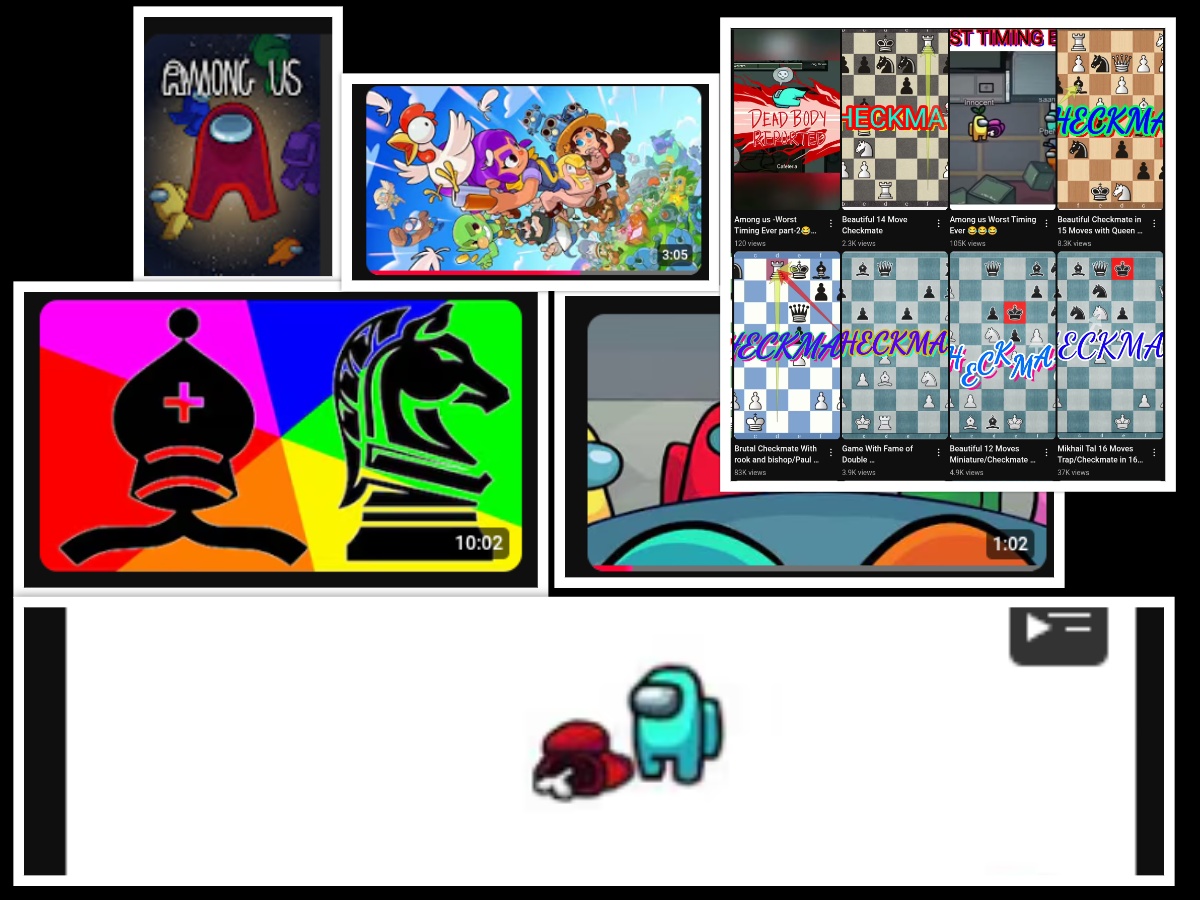 AMONG US
3:05
10:02
1:02
DEAD BODY
REPORTED
Cafeteria
HECKMA
ST TIMING E
innocent
HECKMA
Among us -Worst
Timing Ever part-2😂...
120 views
Beautiful 14 Move
Checkmate
2.3K views
Among us Worst Timing
Ever 😂😂😂
105K views
Beautiful Checkmate in
15 Moves with Queen ...
8.3K views
HECKMA
HECKMA
HECKMA
HECKMA
Brutal Checkmate With
rook and bishop/Paul ...
83K views
Game With Fame of
Double ...
3.9K views
Beautiful 12 Moves
Miniature/Checkmate ...
4.9K views
Mikhail Tal 16 Moves
Trap/Checkmate in 16...
37K views